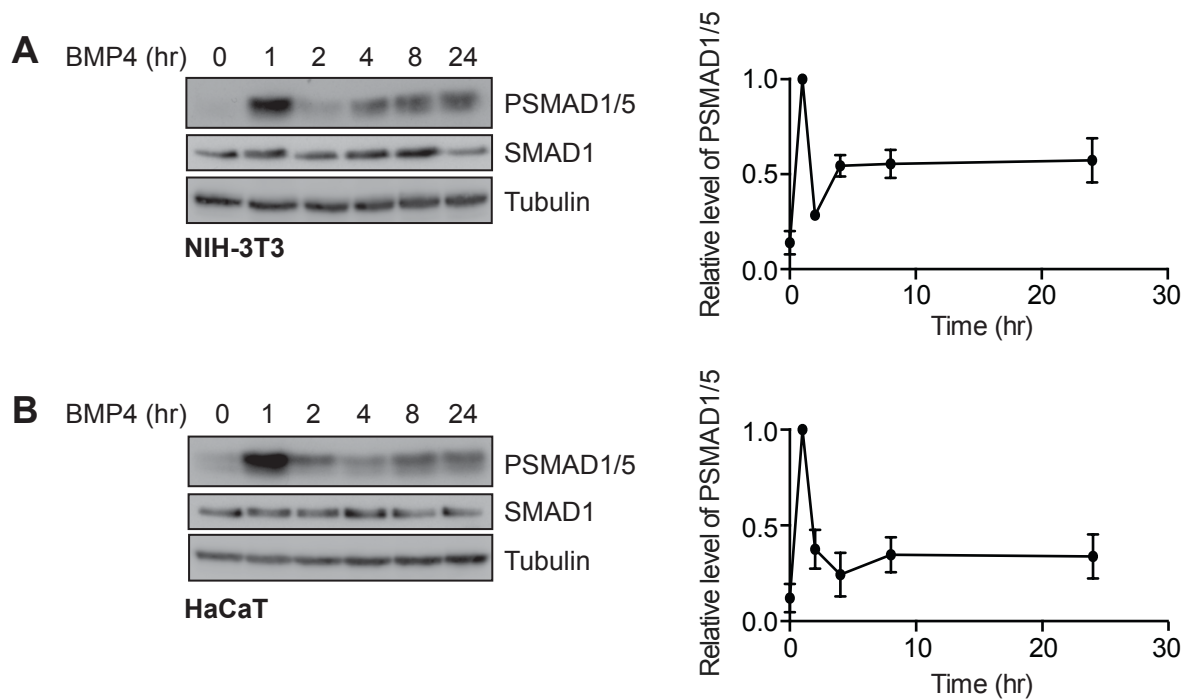 A
BMP4 (hr) 0 1 2 4 8 24
PSMAD1/5
SMAD1
Tubulin
NIH-3T3
Relative level of PSMAD1/5
1.0
0.5
0.0
0 10 20 30
Time (hr)
B
BMP4 (hr) 0 1 2 4 8 24
PSMAD1/5
SMAD1
Tubulin
HaCaT
Relative level of PSMAD1/5
1.0
0.5
0.0
0 10 20 30
Time (hr)